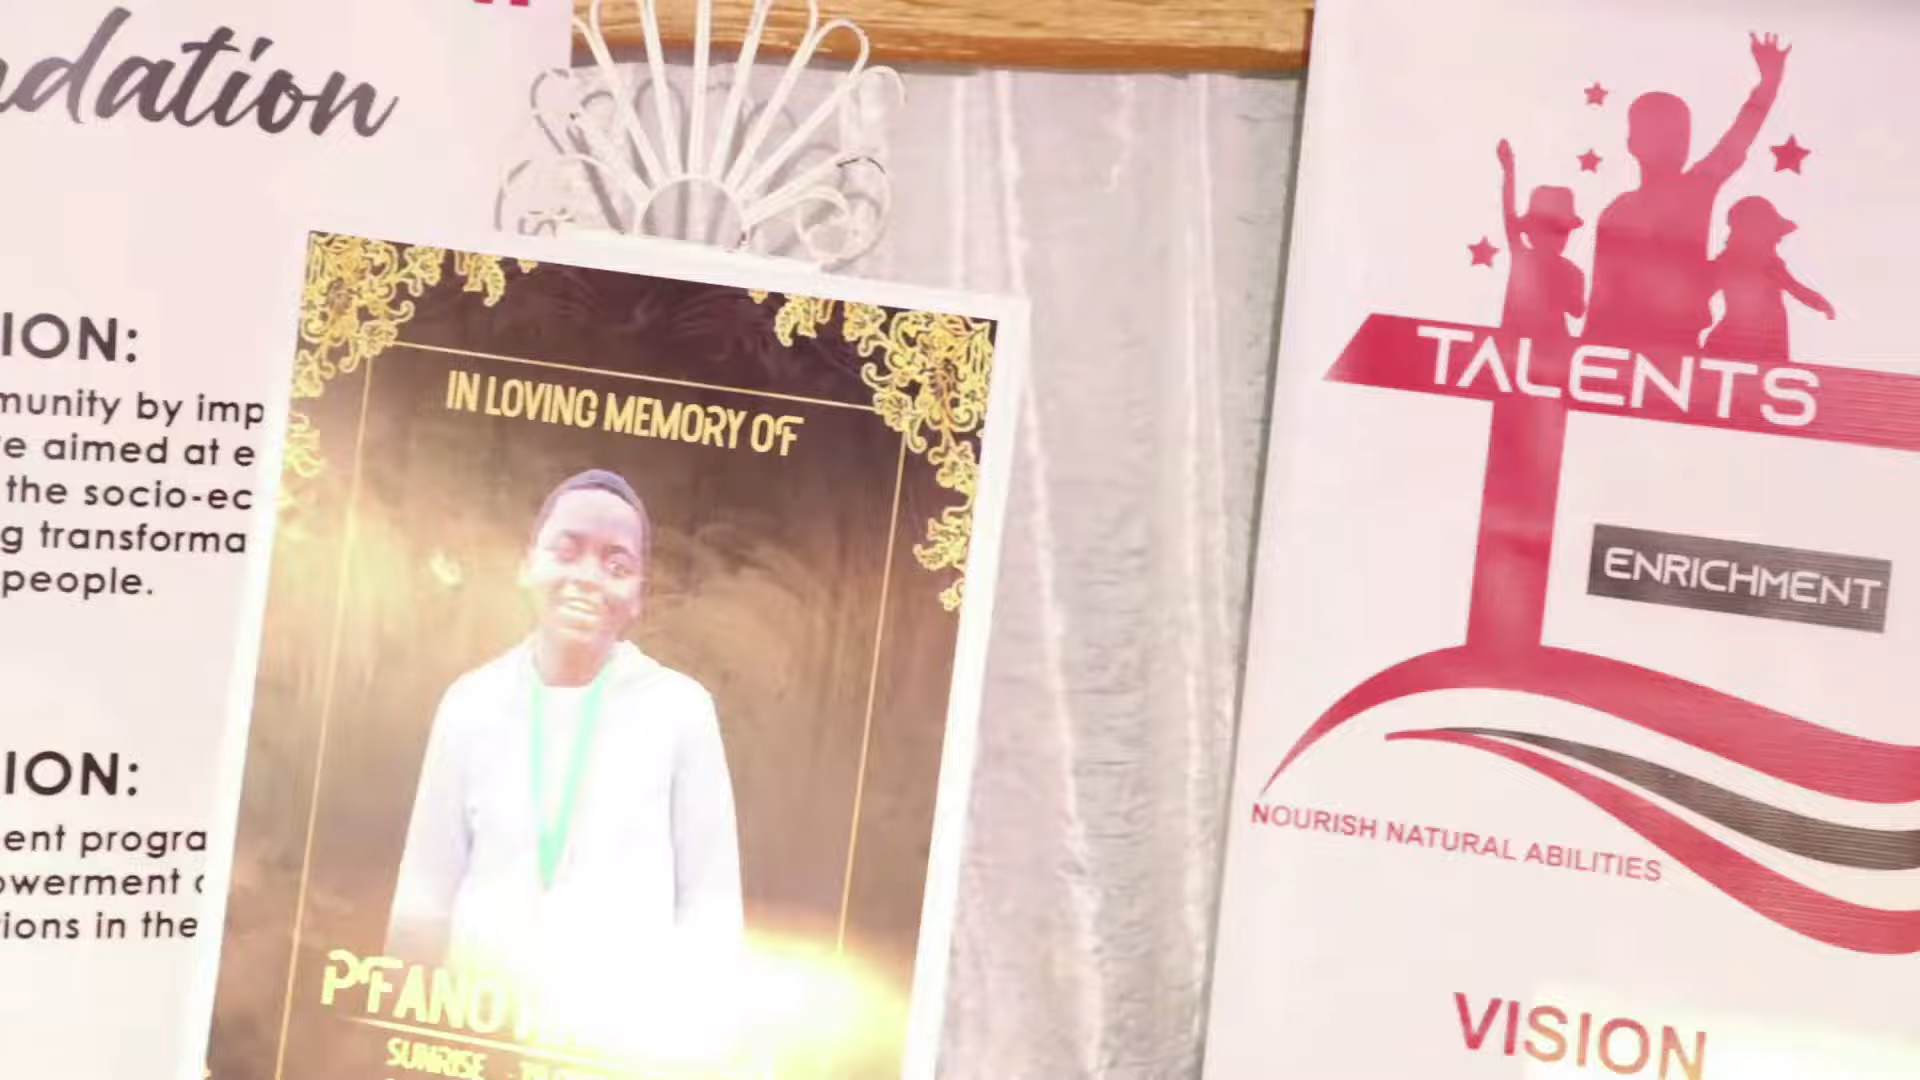 ndation
ION:
munity by imp
e aimed at e
the socio-ec
g transforma
people.
ION:
ent progra
owerment
ions in the
IN LOVING MEMORY OF
PFANO
SUNRISE
TALENTS
ENRICHMENT
NOURISH NATURAL ABILITIES
VISION